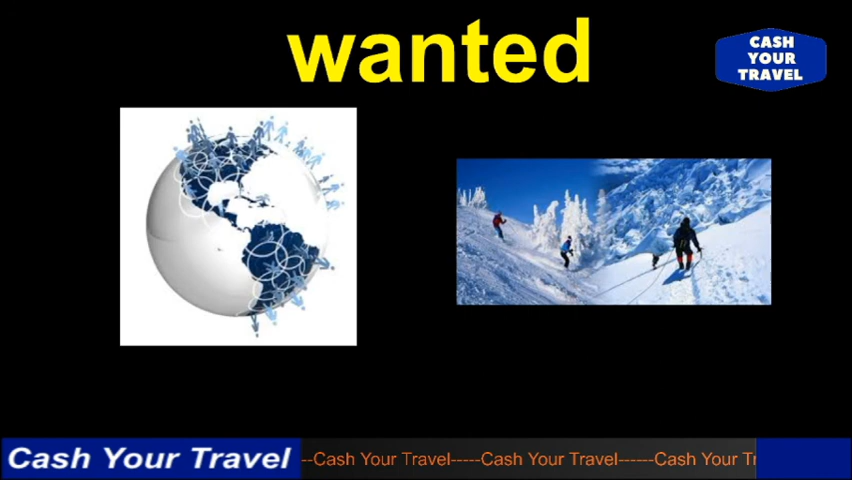 wanted
CASH
YOUR
TRAVEL
Cash Your Travel
--Cash Your Travel-----Cash Your Travel------Cash Your Tr